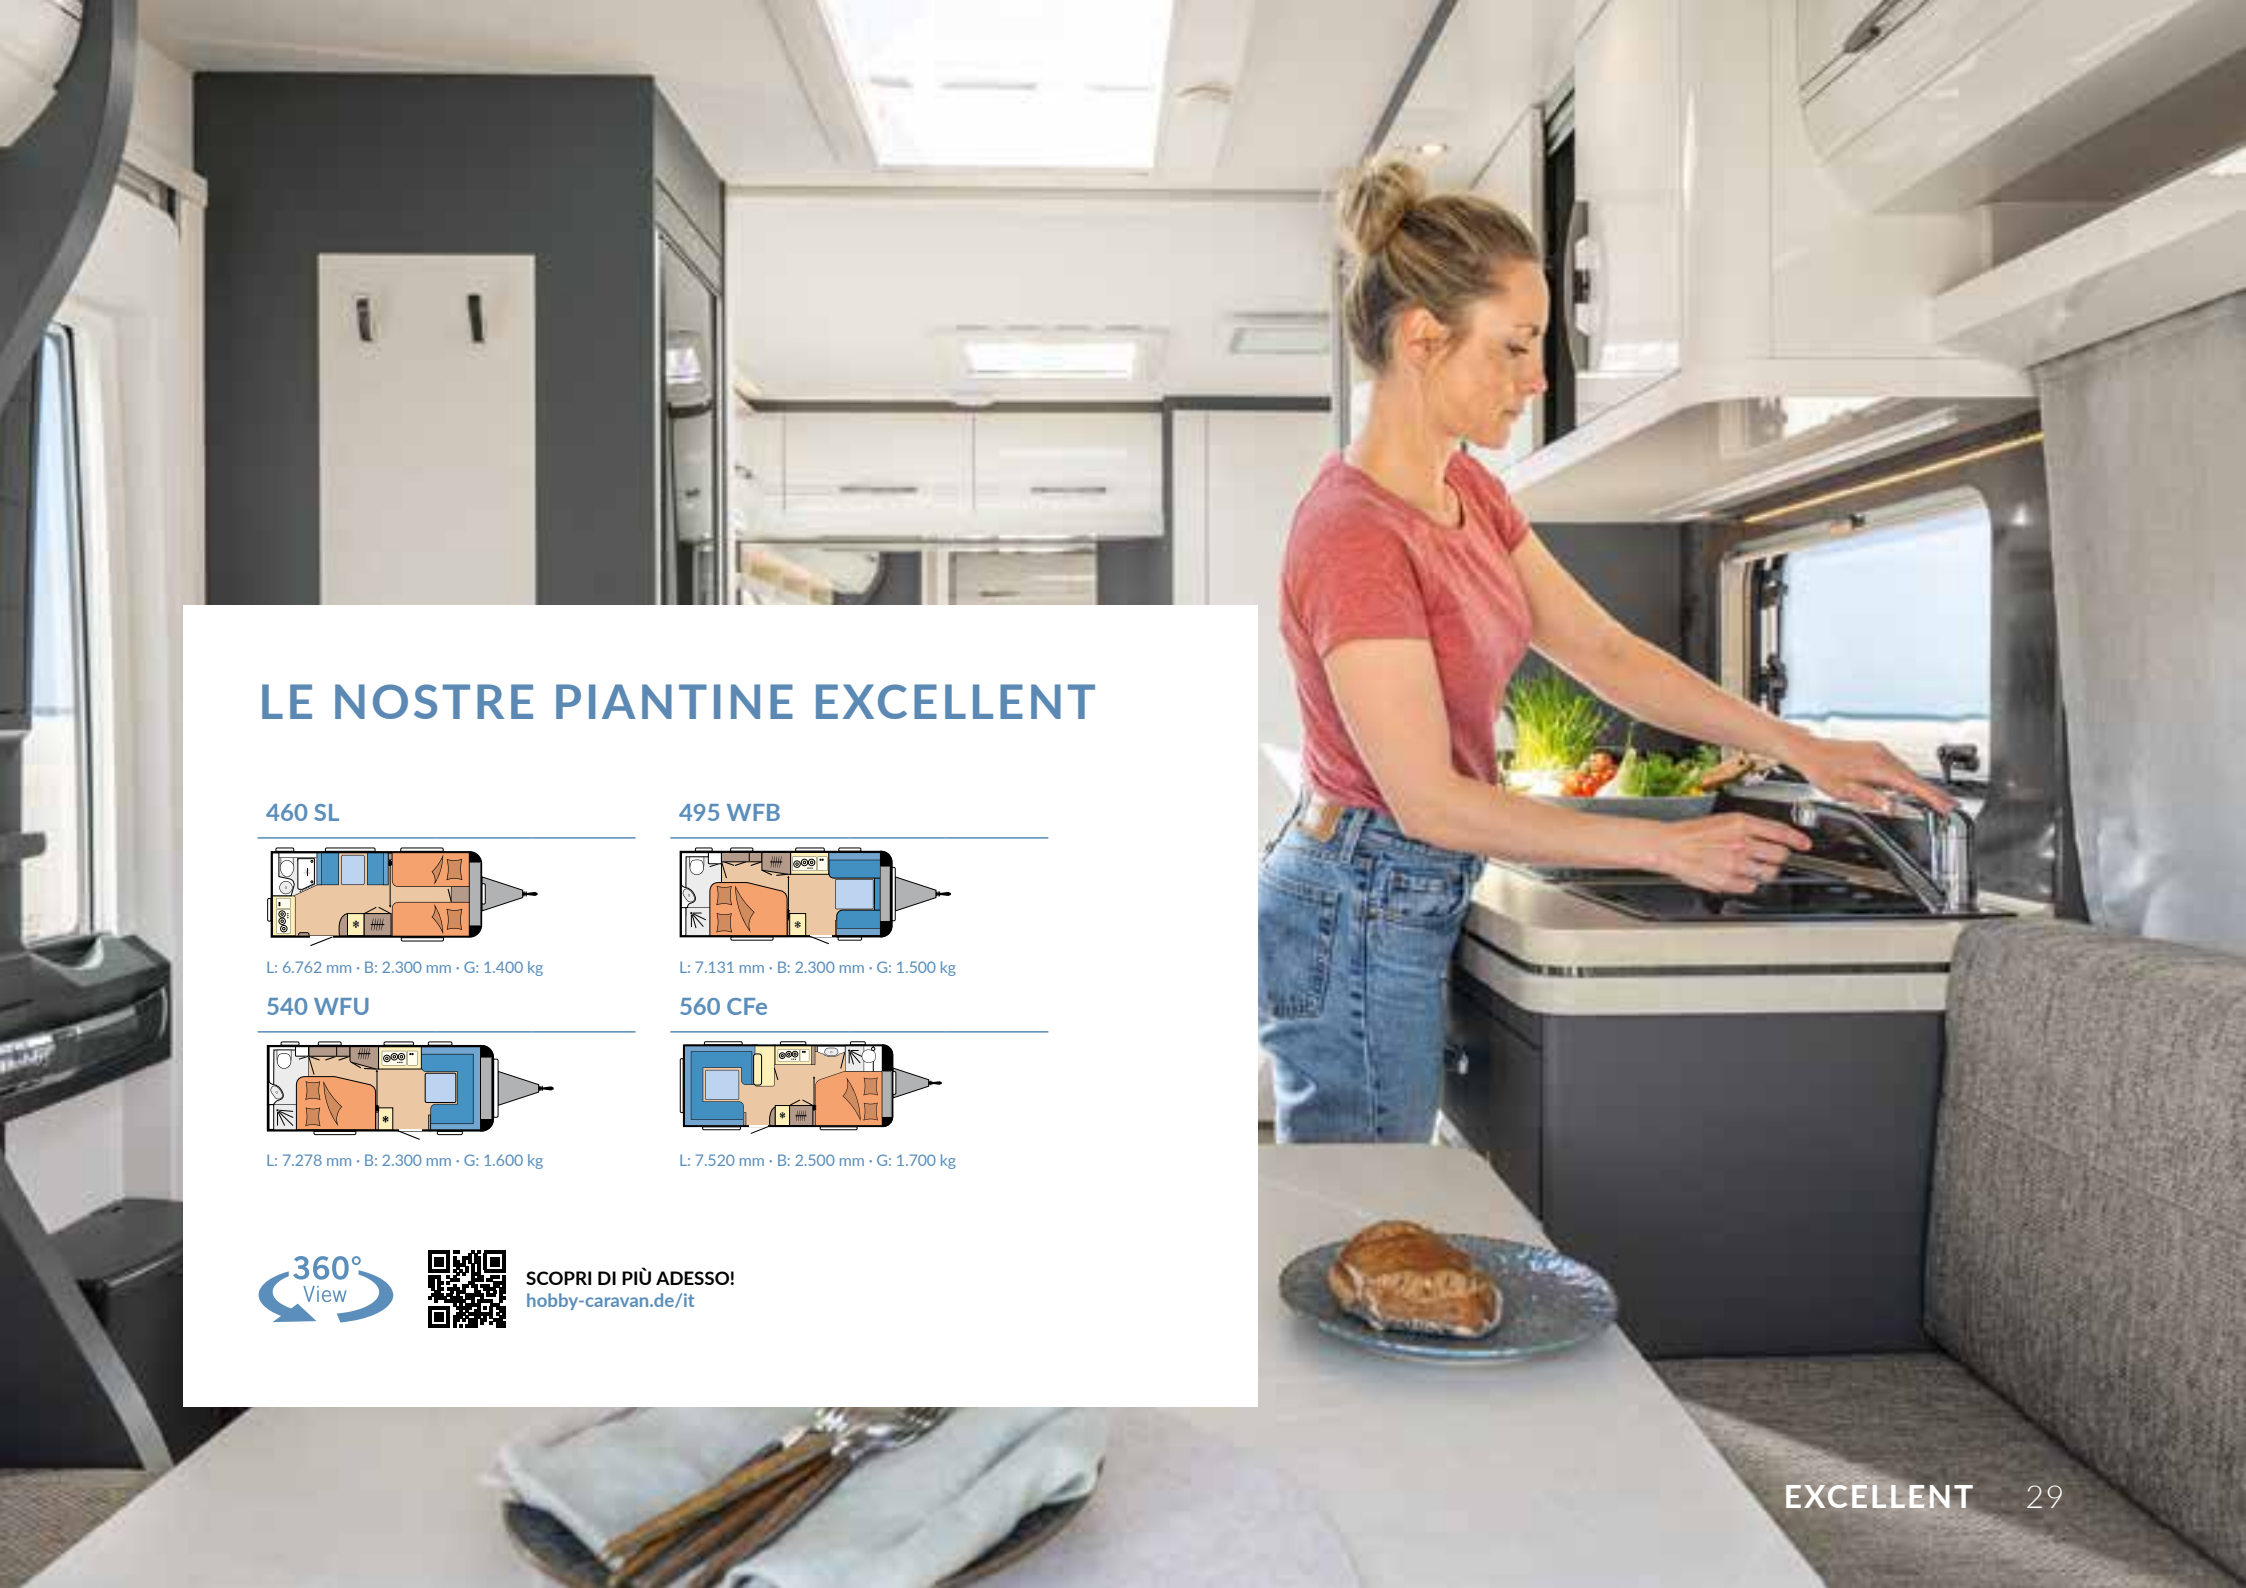 LE NOSTRE PIANTINE EXCELLENT
460 SL
L: 6.762 mm · B: 2.300 mm · G: 1.400 kg
495 WFB
L: 7.131 mm · B: 2.300 mm · G: 1.500 kg
540 WFU
L: 7.278 mm · B: 2.300 mm · G: 1.600 kg
560 CFe
L: 7.520 mm · B: 2.500 mm · G: 1.700 kg
360°
View
SCOPRI DI PIÙ ADESSO!
hobby-caravan.de/it
EXCELLENT 29